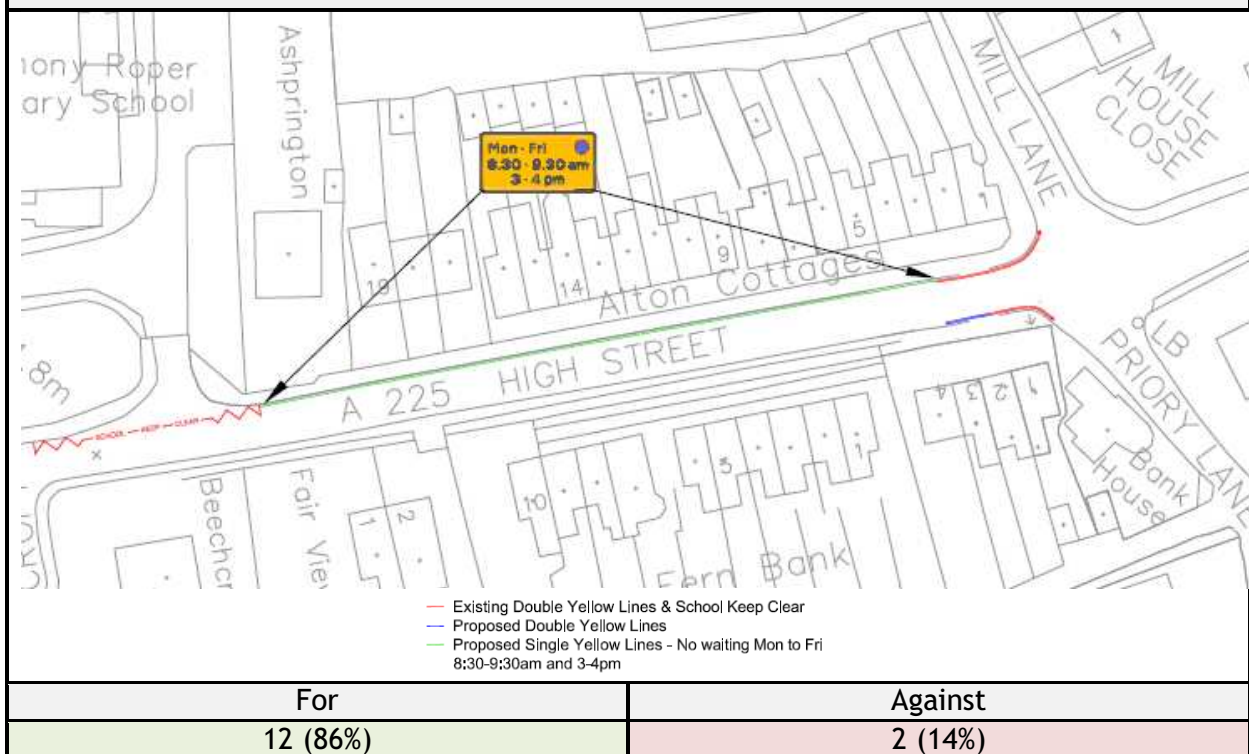 hony Roper
ary School
Ashprington
MILL LANE
MILL
HOUSE
CLOSE
1
Mon - Fri
8.30 - 9.30 am
3 - 4 pm
19
14
9
5
1
Alton Cottages
A 225 HIGH STREET
8m
SCHOOL KEEP CLEAR
LB
PRIORY LANE
4 3 2 1
Bank
House
Beechcr
Fair Vie
1
2
10
5
1
Fern Bank
Existing Double Yellow Lines & School Keep Clear
Proposed Double Yellow Lines
Proposed Single Yellow Lines - No waiting Mon to Fri
8:30-9:30am and 3-4pm
For
Against
12 (86%)
2 (14%)